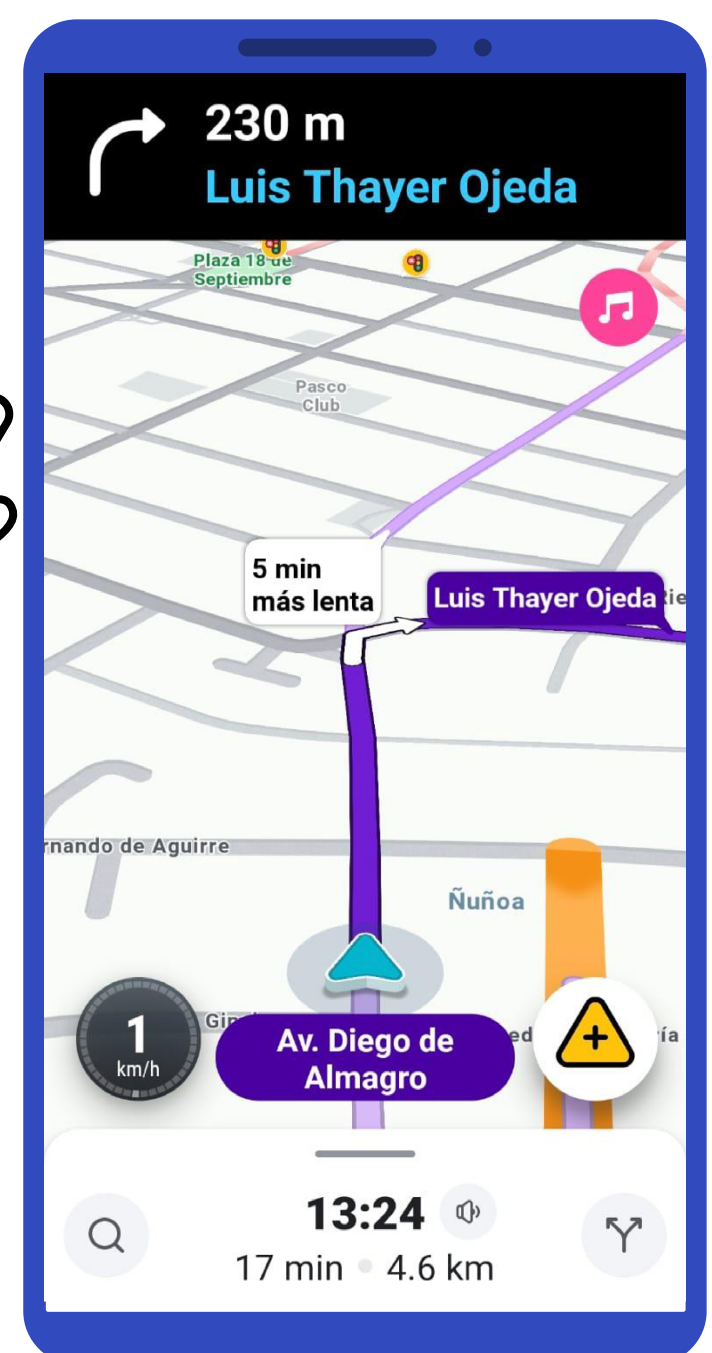 230 m
Luis Thayer Ojeda
Plaza 18 de
Septiembre
Pasco
Club
5 min
más lenta
Luis Thayer Ojeda
rnando de Aguirre
Ñuñoa
1
km/h
Av. Diego de
Almagro
13:24
17 min • 4.6 km